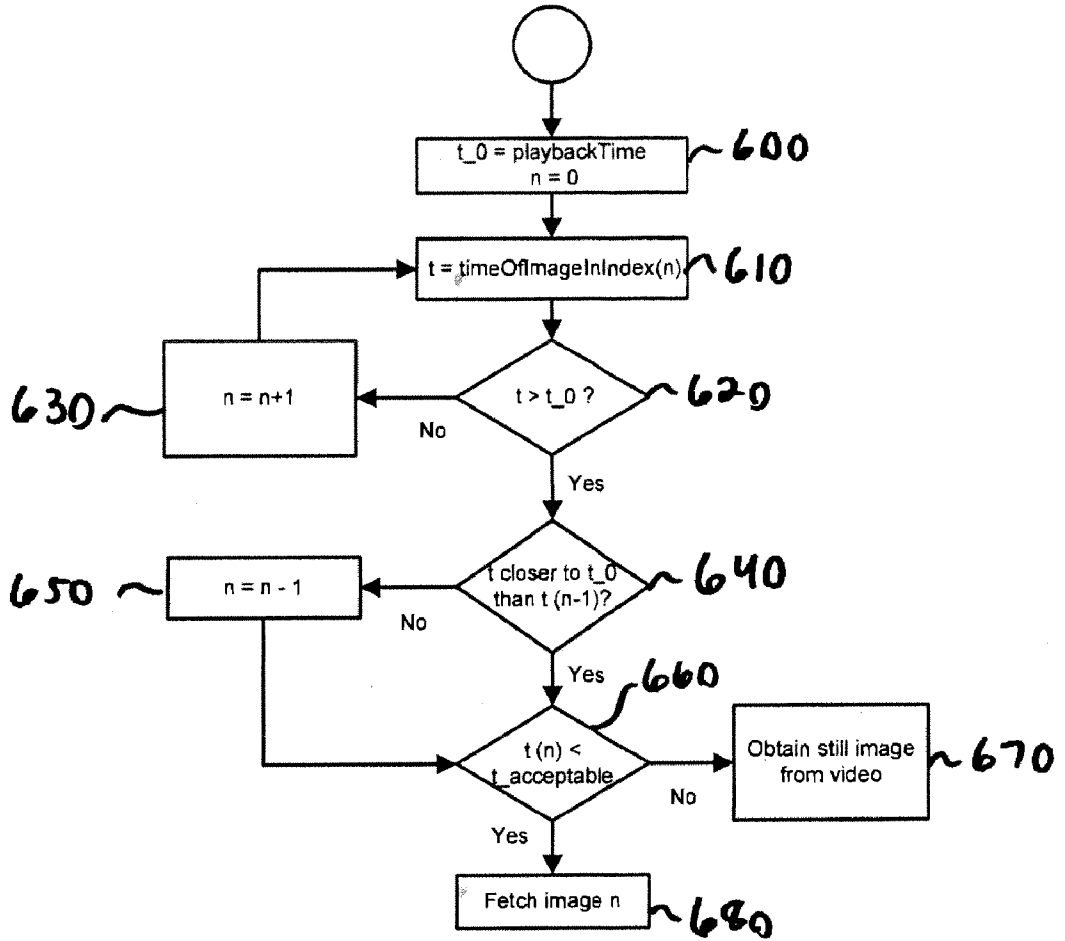 t_0 = playbackTime
n = 0
600
t = timeOfImageInIndex(n)
610
t > t_0 ?
620
No
n = n+1
630
Yes
t closer to t_0
than t (n-1)?
640
No
n = n - 1
650
Yes
660
t (n) <
t_acceptable
No
Obtain still image
from video
670
Yes
Fetch image n
680